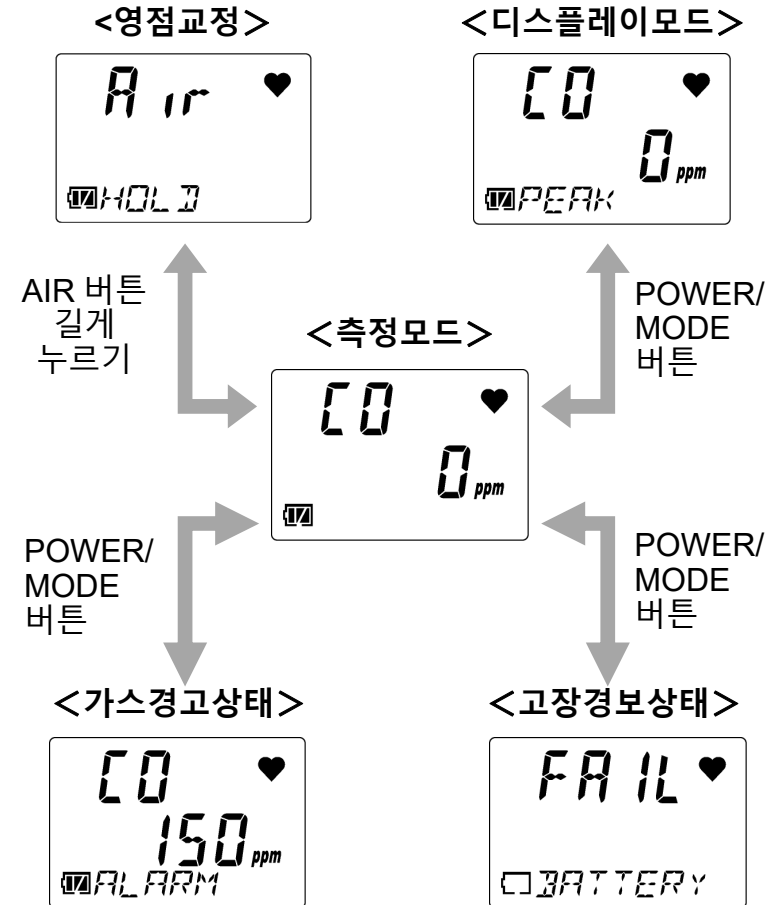 <영점교정>
<디스플레이모드>
Air
HOLD
CO
0 ppm
PEAK
AIR 버튼
길게
누르기
POWER/
MODE
버튼
<측정모드>
CO
0 ppm
POWER/
MODE
버튼
POWER/
MODE
버튼
<가스경고상태>
<고장경보상태>
CO
150 ppm
ALARM
FAIL
BATTERY